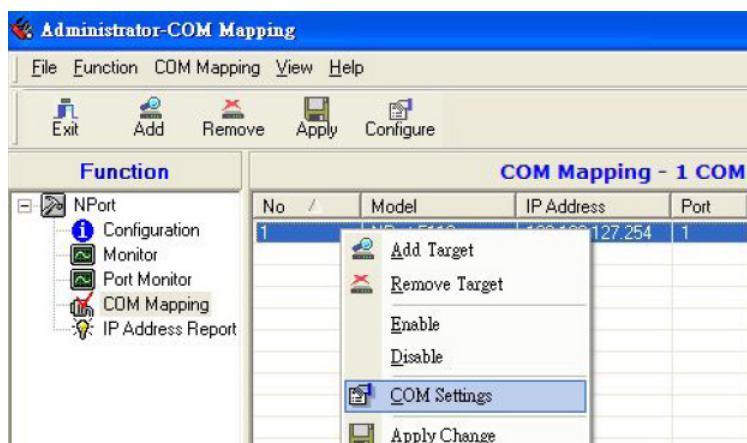 Administrator-COM Mapping
File Function COM Mapping View Help
Exit Add Remove Apply Configure
Function
COM Mapping - 1 COM
NPort
Configuration
Monitor
Port Monitor
COM Mapping
IP Address Report
No Model IP Address Port
1 127.254 1
Add Target
Remove Target
Enable
Disable
COM Settings
Apply Change